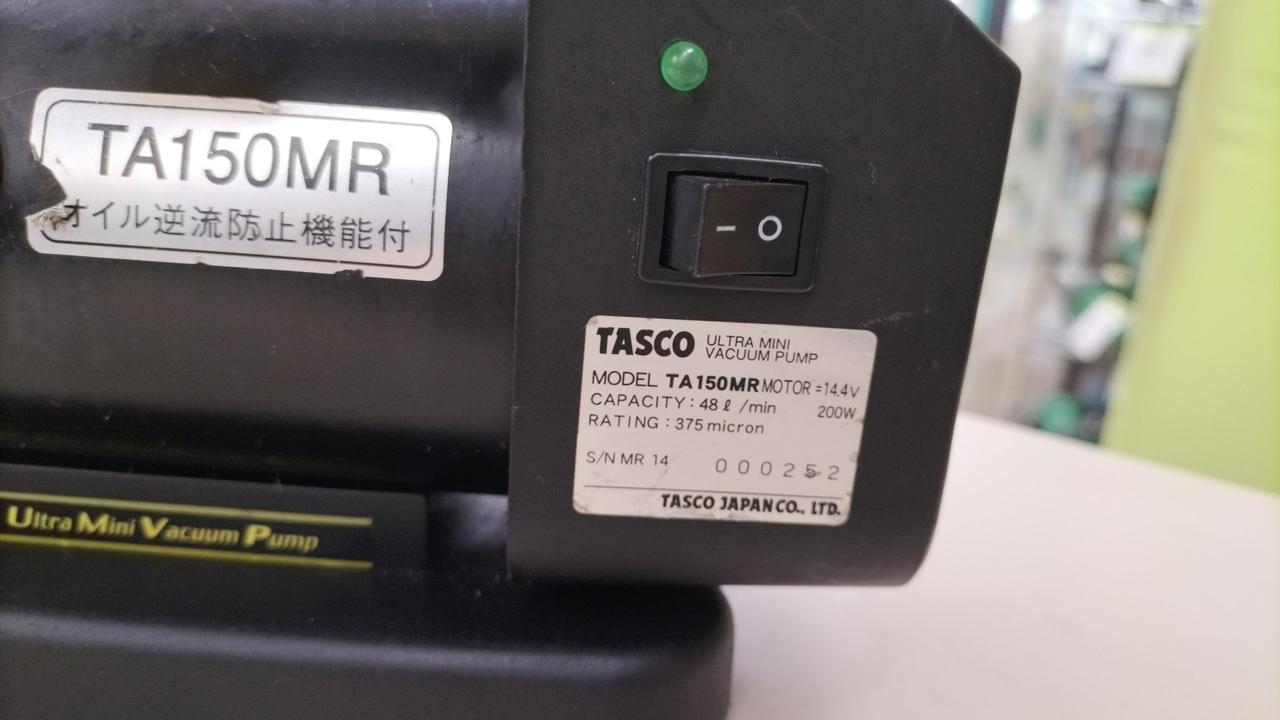 TA150MR
オイル逆流防止機能付
Ultra Mini Vacuum Pump
– O
TASCO ULTRA MINI
VACUUM PUMP
MODEL TA150MR MOTOR=14.4V
CAPACITY : 48ℓ /min 200W
RATING : 375 micron
S/N MR 14 000252
TASCO JAPAN CO., LTD.